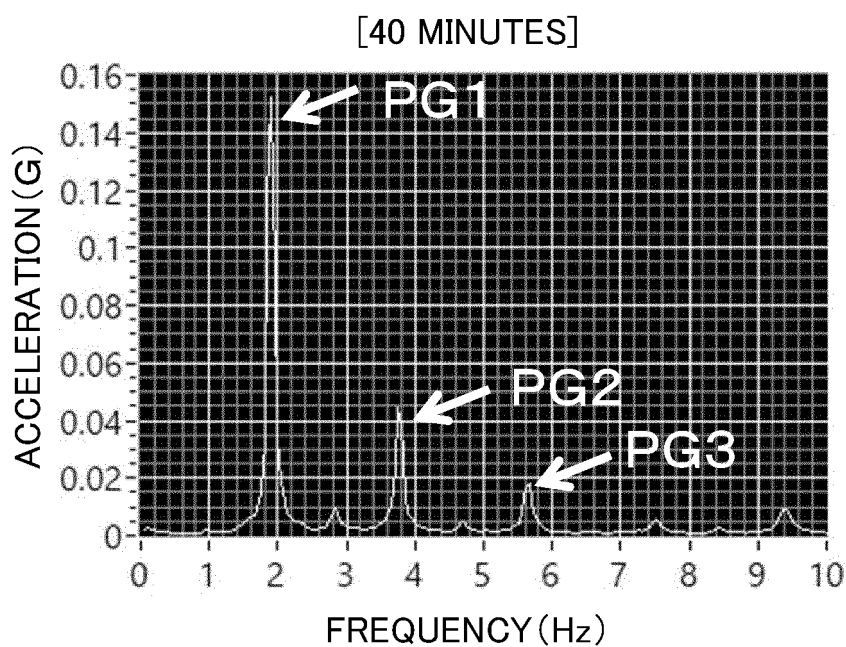 [40 MINUTES]
ACCELERATION(G)
0.16
0.14
0.12
0.1
0.08
0.06
0.04
0.02
0
PG1
PG2
PG3
0 1 2 3 4 5 6 7 8 9 10
FREQUENCY(Hz)